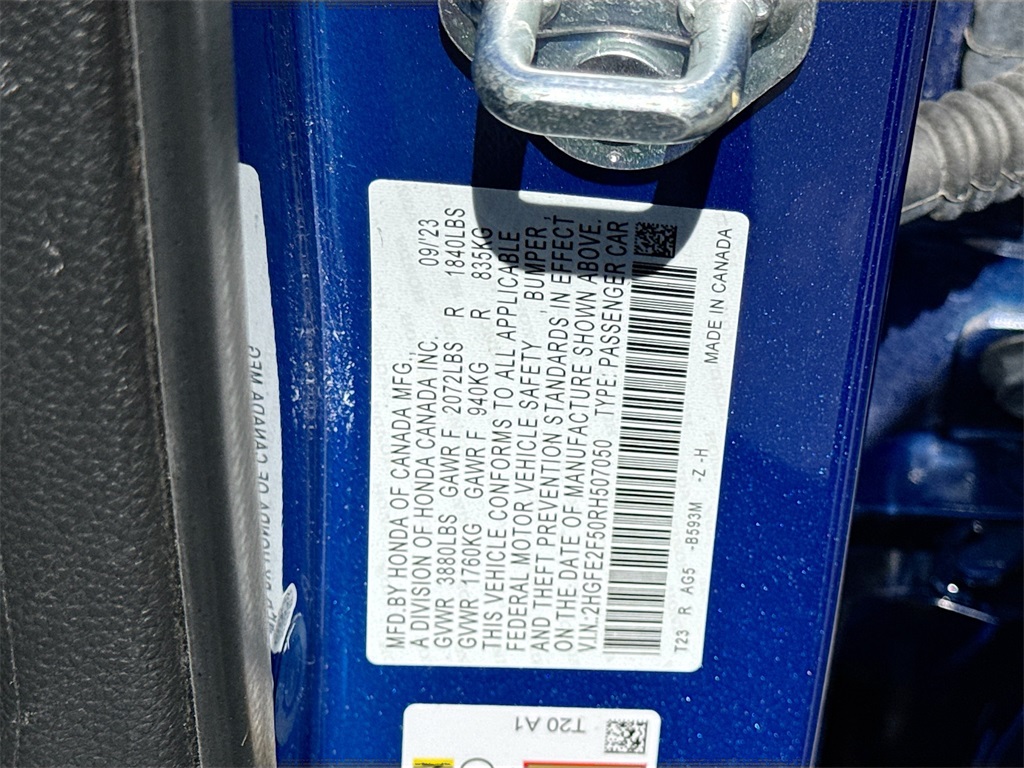 MFD.BY HONDA OF CANADA MFG., 09/'23
A DIVISION OF HONDA CANADA INC.
GVWR 3880LBS GAWR F 2072LBS R 1840LBS
GVWR 1760KG GAWR F 940KG R 835KG
THIS VEHICLE CONFORMS TO ALL APPLICABLE
FEDERAL MOTOR VEHICLE SAFETY , BUMPER,
AND THEFT PREVENTION STANDARDS IN EFFECT
ON THE DATE OF MANUFACTURE SHOWN ABOVE.
V.I.N.:2HGFE2F50RH507050 TYPE: PASSENGER CAR
T23 R AG5 -B593M -Z -H
MADE IN CANADA
T20 A1